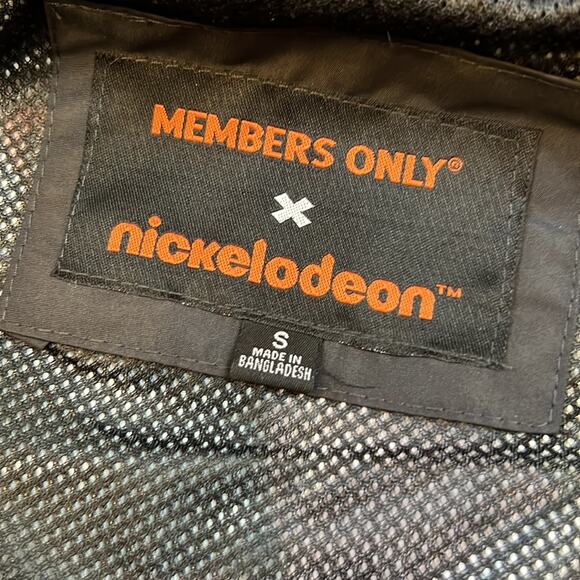 MEMBERS ONLY®
×
nickelodeon™
S
MADE IN
BANGLADESH